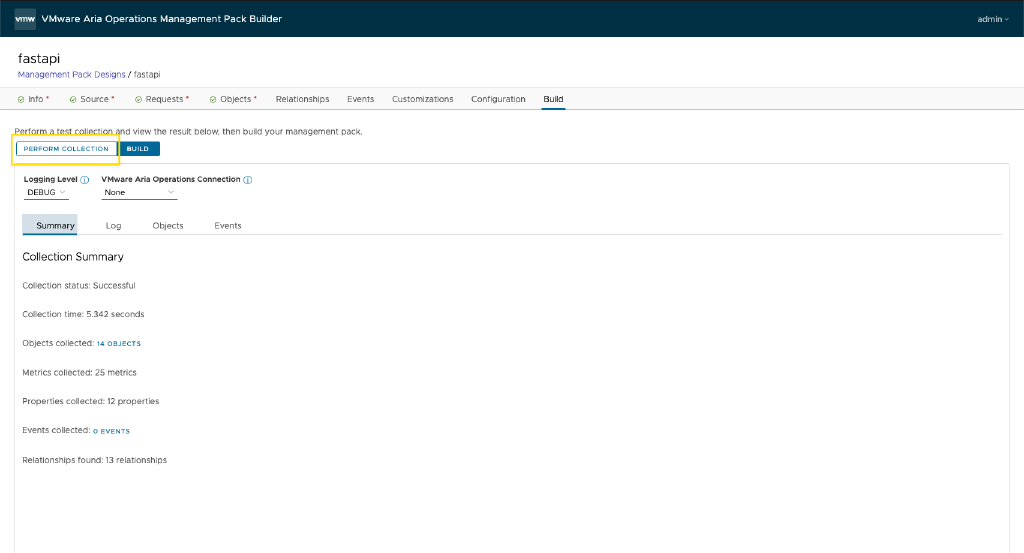 vmw VMware Aria Operations Management Pack Builder admin
fastapi
Management Pack Designs / fastapi
Info * Source * Requests * Objects * Relationships Events Customizations Configuration Build
Perform a test collection and view the result below, then build your management pack.
PERFORM COLLECTION BUILD
Logging Level VMware Aria Operations Connection
DEBUG None
Summary Log Objects Events
Collection Summary
Collection status: Successful
Collection time: 5.342 seconds
Objects collected: 14 OBJECTS
Metrics collected: 25 metrics
Properties collected: 12 properties
Events collected: 0 EVENTS
Relationships found: 13 relationships